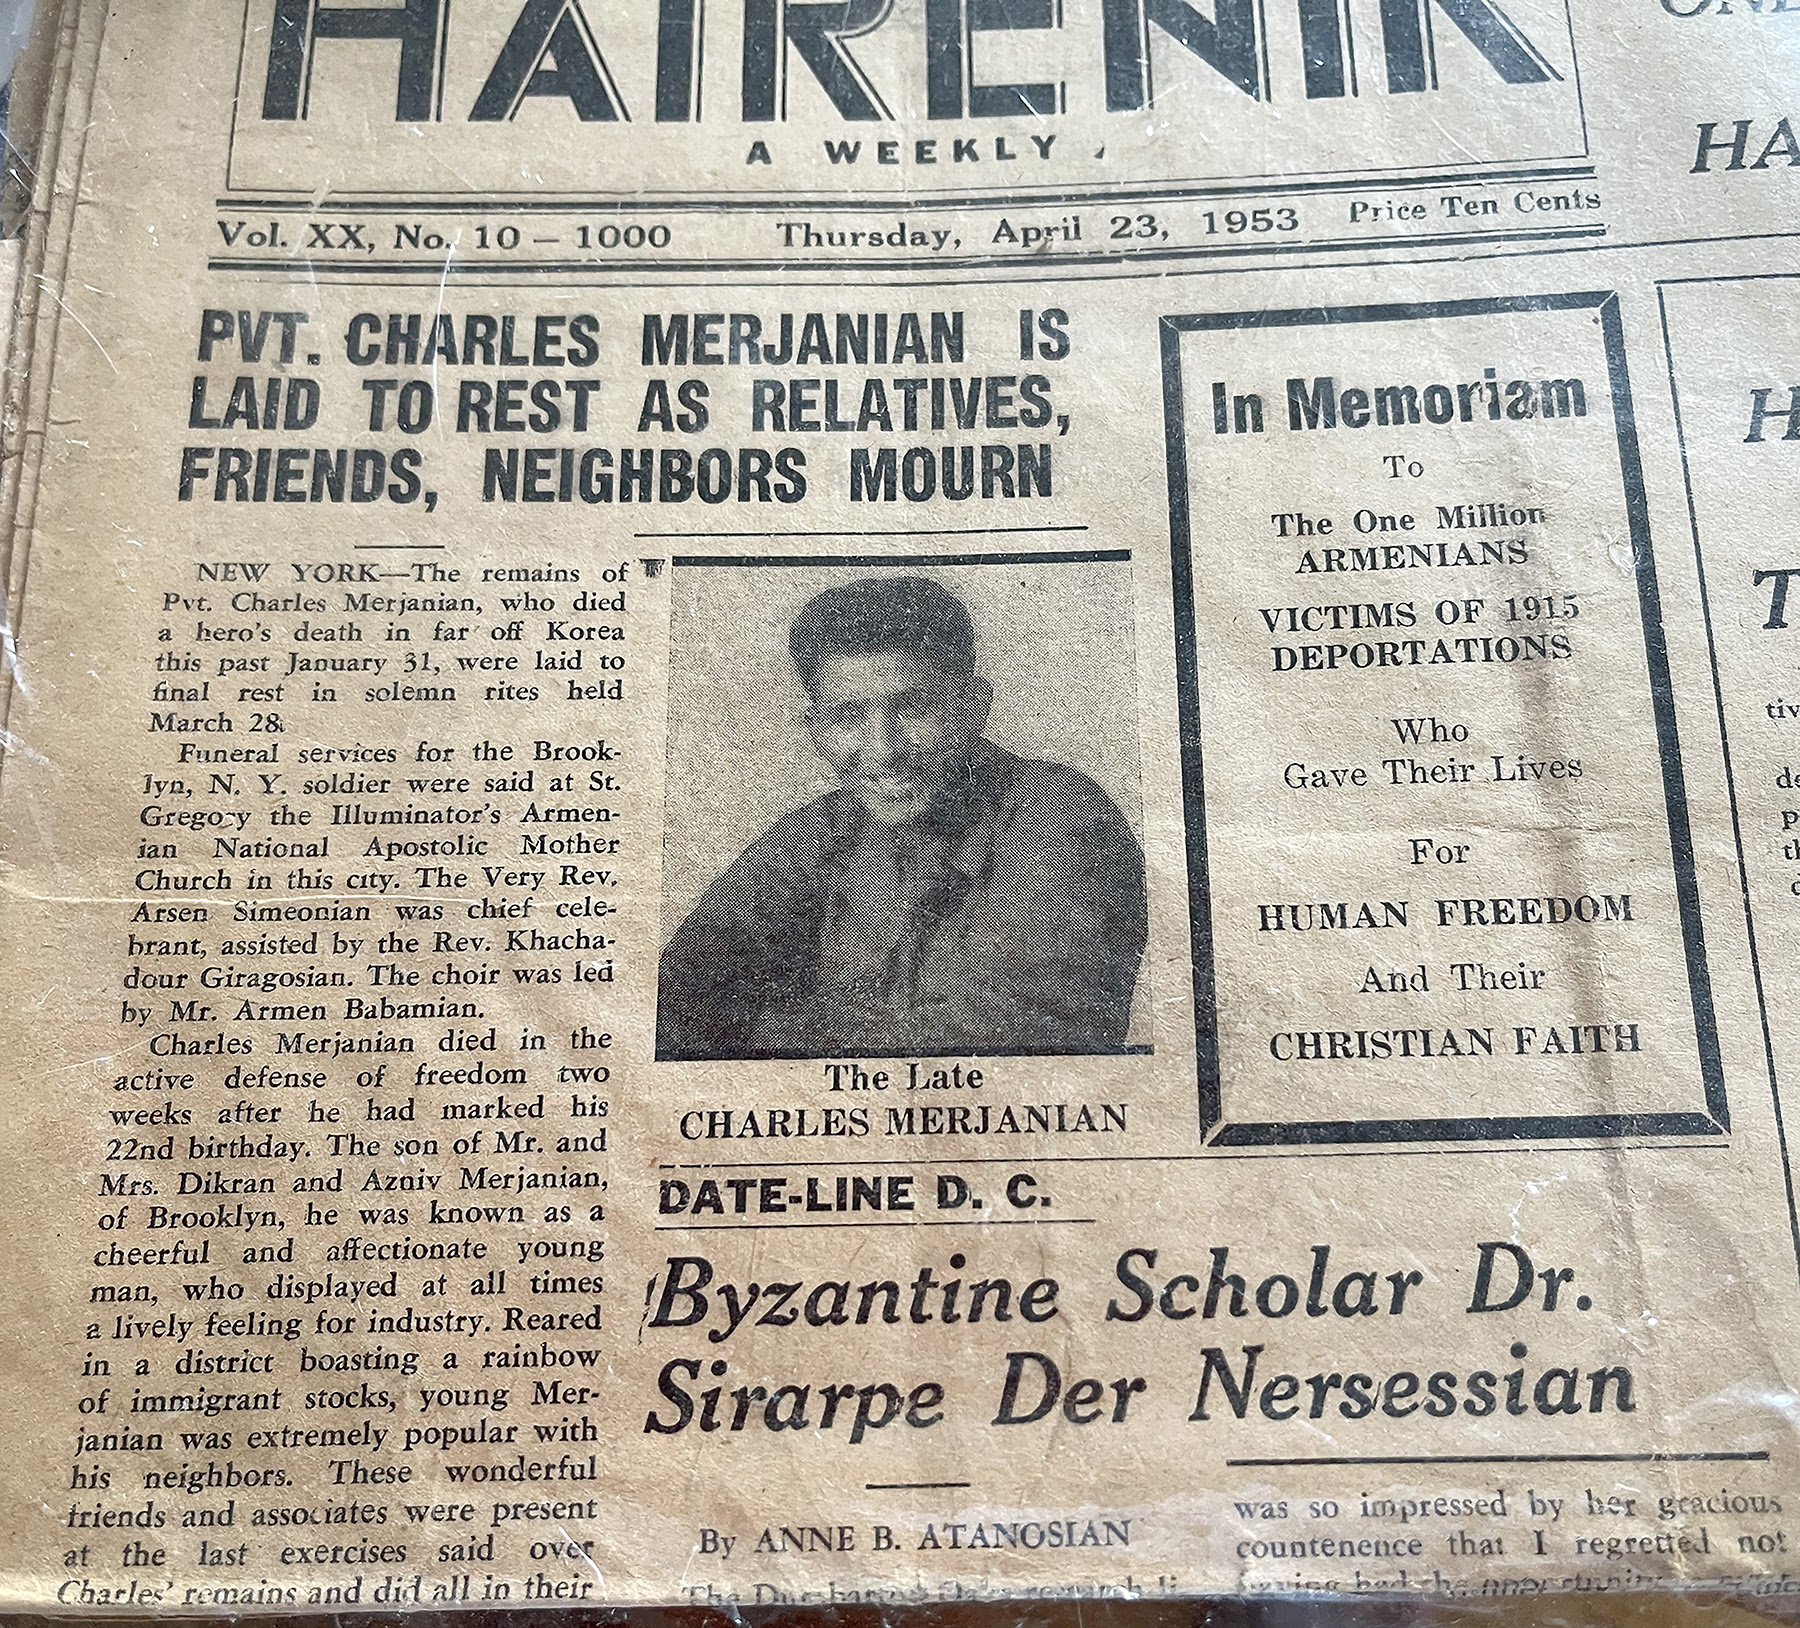 HAIRENIK
A WEEKLY
Vol. XX, No. 10 — 1000 Thursday, April 23, 1953 Price Ten Cents
PVT. CHARLES MERJANIAN IS
LAID TO REST AS RELATIVES,
FRIENDS, NEIGHBORS MOURN
NEW YORK—The remains of
Pvt. Charles Merjanian, who died
a hero's death in far off Korea
this past January 31, were laid to
final rest in solemn rites held
March 28.
Funeral services for the Brook-
lyn, N. Y. soldier were said at St.
Gregory the Illuminator's Armen-
ian National Apostolic Mother
Church in this city. The Very Rev.
Arsen Simeonian was chief cele-
brant, assisted by the Rev. Khacha-
dour Giragosian. The choir was led
by Mr. Armen Babamian.
Charles Merjanian died in the
active defense of freedom two
weeks after he had marked his
22nd birthday. The son of Mr. and
Mrs. Dikran and Azniv Merjanian,
of Brooklyn, he was known as a
cheerful and affectionate young
man, who displayed at all times
a lively feeling for industry. Reared
in a district boasting a rainbow
of immigrant stocks, young Mer-
janian was extremely popular with
his neighbors. These wonderful
friends and associates were present
at the last exercises said over
Charles' remains and did all in their
The Late
CHARLES MERJANIAN
In Memoriam
To
The One Million
ARMENIANS
VICTIMS OF 1915
DEPORTATIONS
Who
Gave Their Lives
For
HUMAN FREEDOM
And Their
CHRISTIAN FAITH
DATE-LINE D. C.
Byzantine Scholar Dr.
Sirarpe Der Nersessian
By ANNE B. ATANOSIAN
was so impressed by her gracious
countenence that I regretted not
HA
H
T